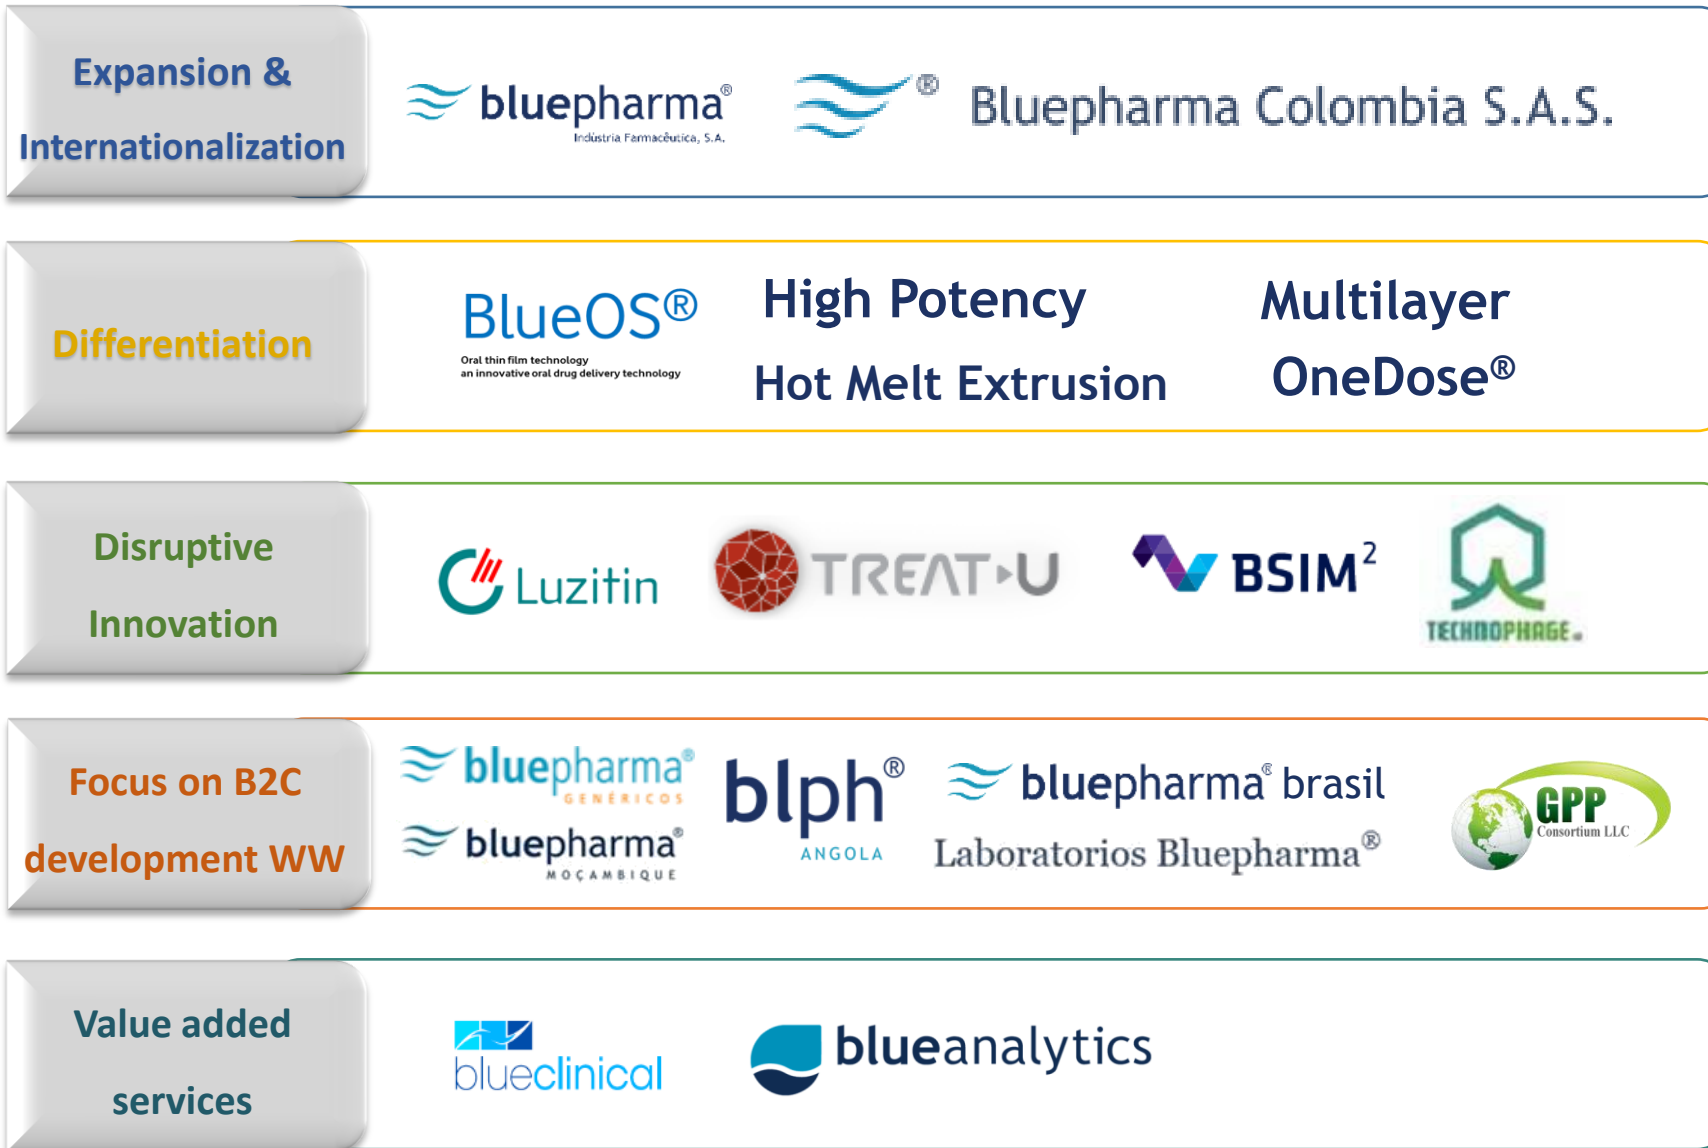 Expansion &
Internationalization
bluepharma®
Indústria Farmacêutica, S.A.
® Bluepharma Colombia S.A.S.
Differentiation
BlueOS®
Oral thin film technology
an innovative oral drug delivery technology
High Potency
Hot Melt Extrusion
Multilayer
OneDose®
Disruptive
Innovation
Luzitin
TREAT U
BSIM²
TECHNOPHAGE
Focus on B2C
development WW
bluepharma®
GENÉRICOS
bluepharma®
MOÇAMBIQUE
blph®
ANGOLA
bluepharma® brasil
Laboratorios Bluepharma®
GPP
Consortium LLC
Value added
services
blueclinical
blueanalytics